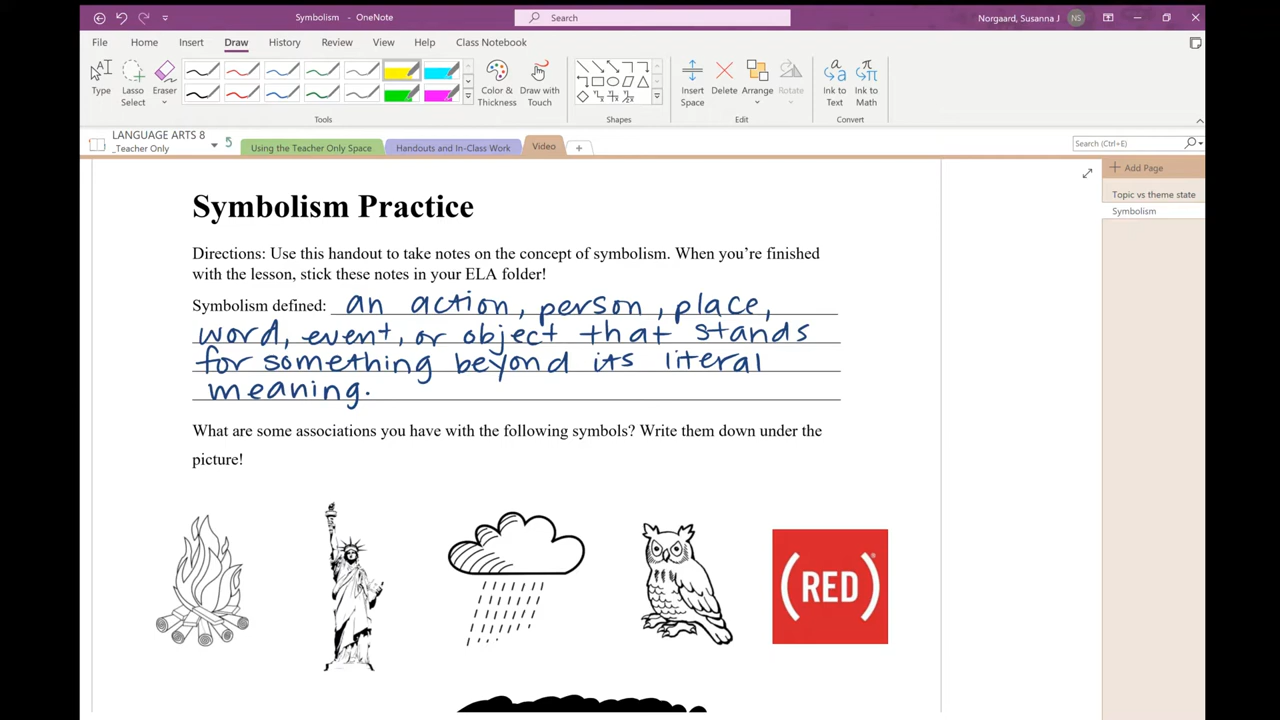 Symbolism - OneNote
Search
Norgaard, Susanna J
NS
File Home Insert Draw History Review View Help Class Notebook
Type
Lasso Select
Eraser
Color & Thickness
Draw with Touch
Insert Space
Delete
Arrange
Rotate
Ink to Text
Ink to Math
Tools
Shapes
Edit
Convert
LANGUAGE ARTS 8
_Teacher Only
Using the Teacher Only Space
Handouts and In-Class Work
Video
Search (Ctrl+E)
Add Page
Topic vs theme state
Symbolism
Symbolism Practice
Directions: Use this handout to take notes on the concept of symbolism. When you’re finished
with the lesson, stick these notes in your ELA folder!
Symbolism defined: an action, person, place,
word, event, or object that stands
for something beyond its literal
meaning.
What are some associations you have with the following symbols? Write them down under the
picture!
(RED)®